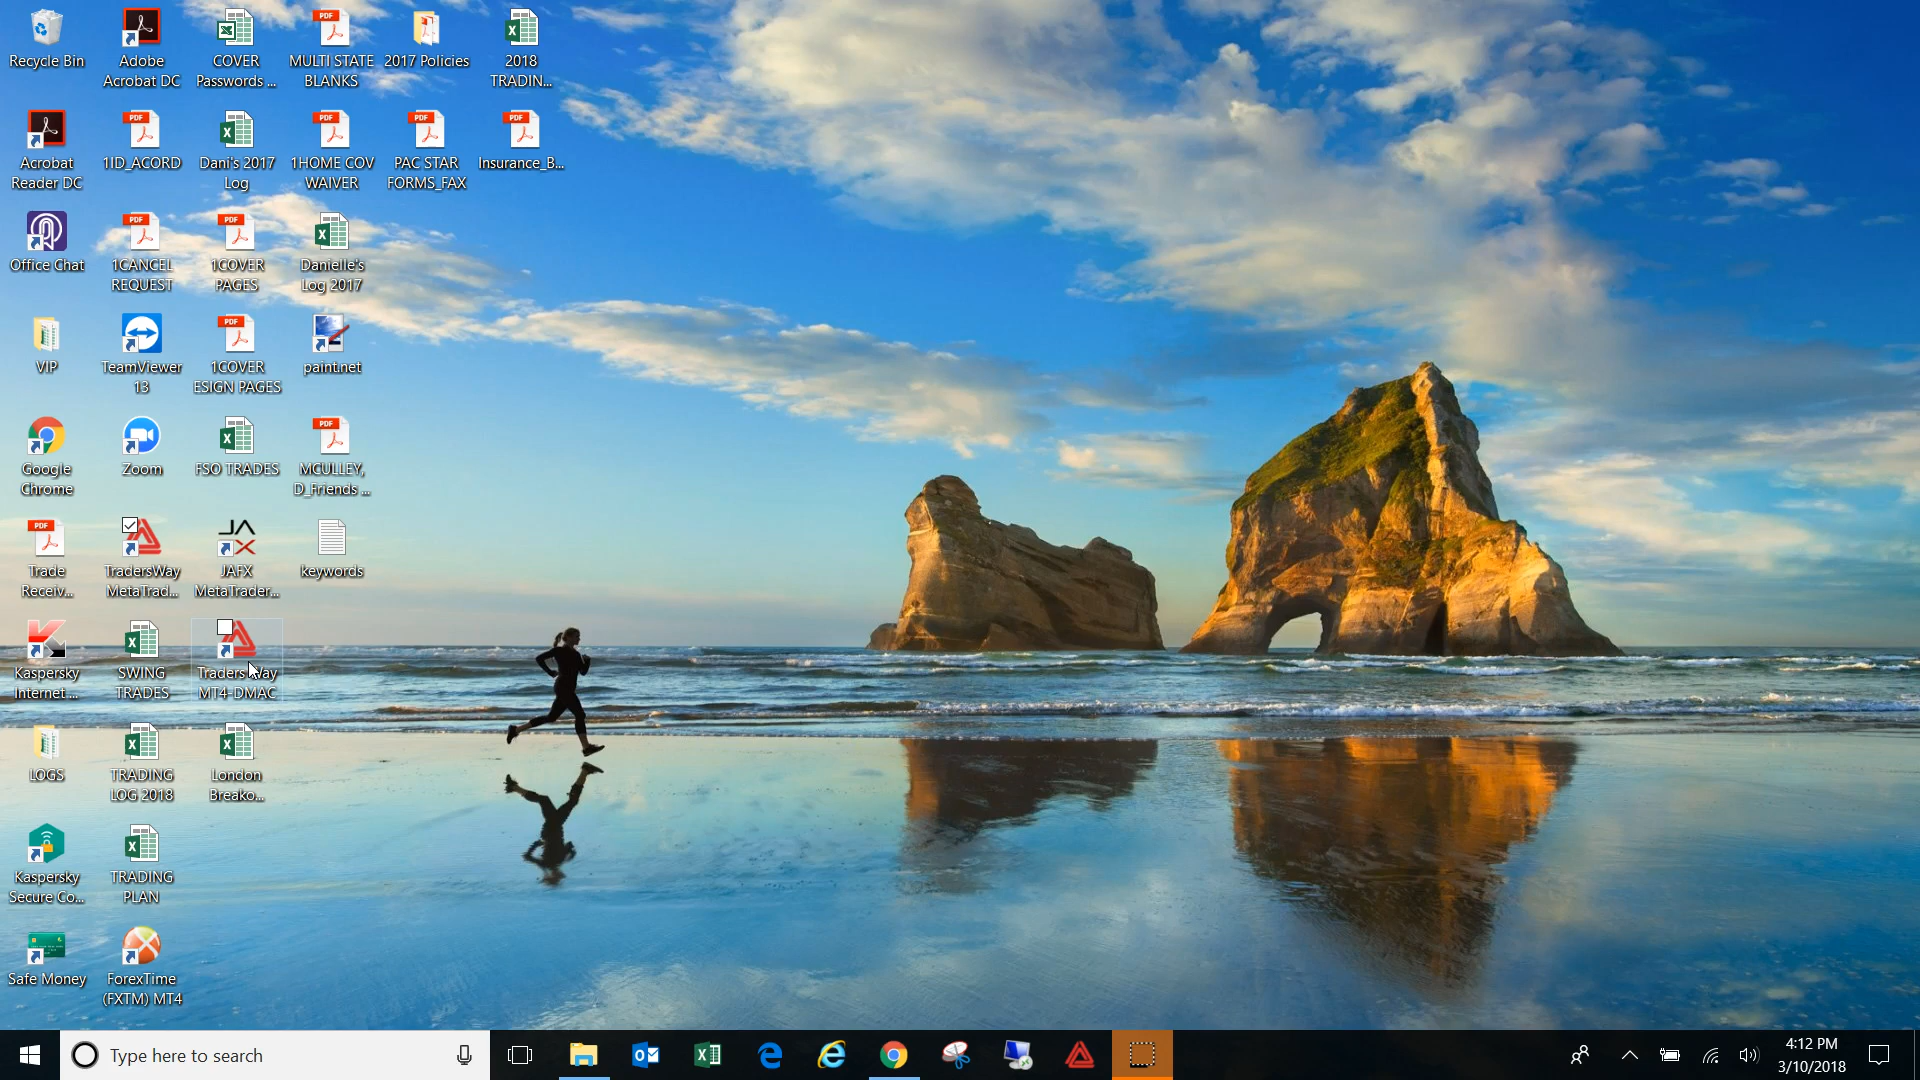 Recycle Bin
Adobe
Acrobat DC
COVER
Passwords ...
MULTI STATE
BLANKS
2017 Policies
2018
TRADIN...
Acrobat
Reader DC
1ID_ACORD
Dani's 2017
Log
1HOME COV
WAIVER
PAC STAR
FORMS_FAX
Insurance_B...
Office Chat
1CANCEL
REQUEST
1COVER
PAGES
Danielle's
Log 2017
VIP
TeamViewer
13
1COVER
ESIGN PAGES
paint.net
Google
Chrome
Zoom
FSO TRADES
MCULLEY,
D_Friends ...
Trade
Receiv...
TradersWay
MetaTrad...
JAFX
MetaTrader...
keywords
Kaspersky
Internet ...
SWING
TRADES
Traders Way
MT4-DMAC
LOGS
TRADING
LOG 2018
London
Breako...
Kaspersky
Secure Co...
TRADING
PLAN
Safe Money
ForexTime
(FXTM) MT4
Type here to search
4:12 PM
3/10/2018